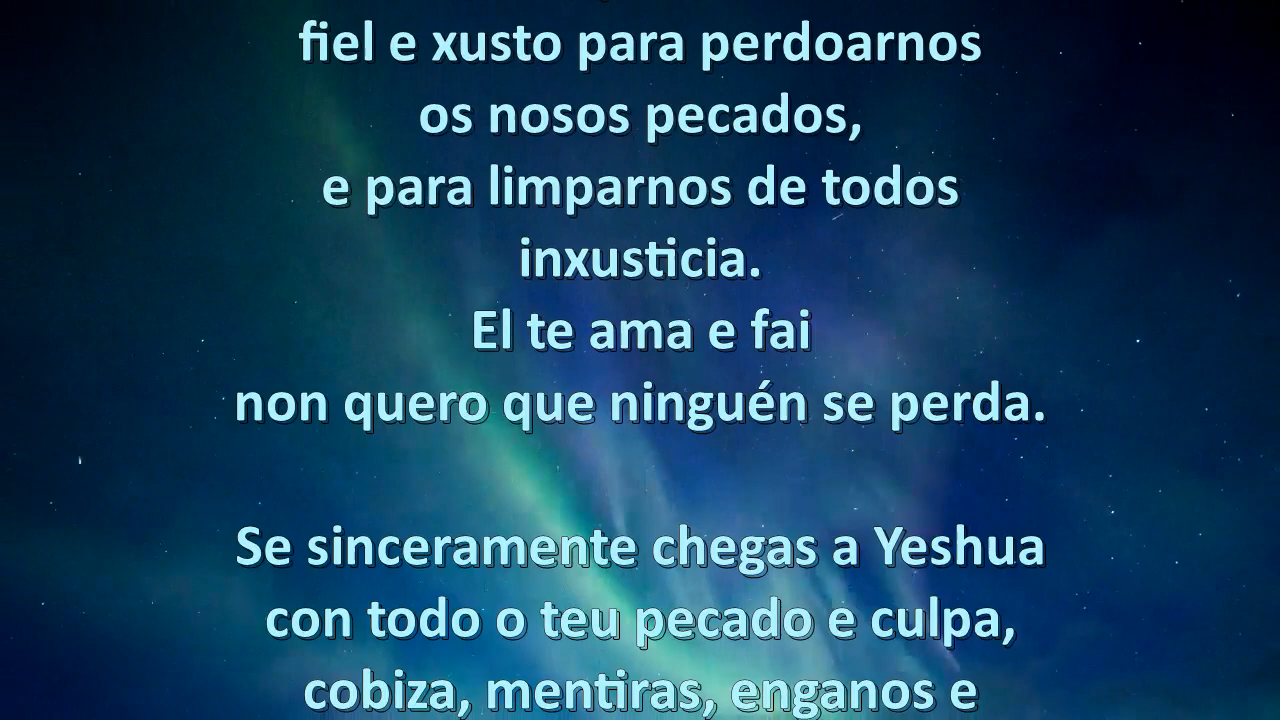 fiel e xusto para perdoarnos
os nosos pecados,
e para limparnos de todos
inxusticia.
El te ama e fai
non quero que ninguén se perda.
Se sinceramente chegas a Yeshua
con todo o teu pecado e culpa,
cobiza, mentiras, enganos e